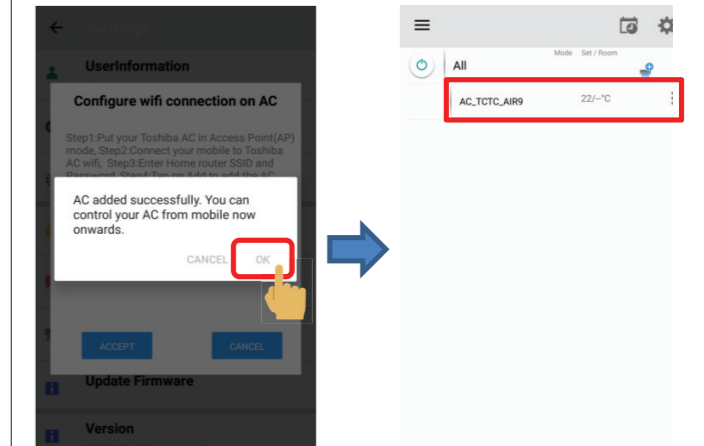 Settings
UserInformation
Configure wifi connection on AC
Step1:Put your Toshiba AC in Access Point(AP)
mode, Step2:Connect your mobile to Toshiba
AC wifi, Step3:Enter Home router SSID and
Password, Step4:Tap on Add to add the AC
AC added successfully. You can
control your AC from mobile now
onwards.
CANCEL OK
ACCEPT CANCEL
Update Firmware
Version
Mode Set / Room
All
AC_TCTC_AIR9 22/--°C